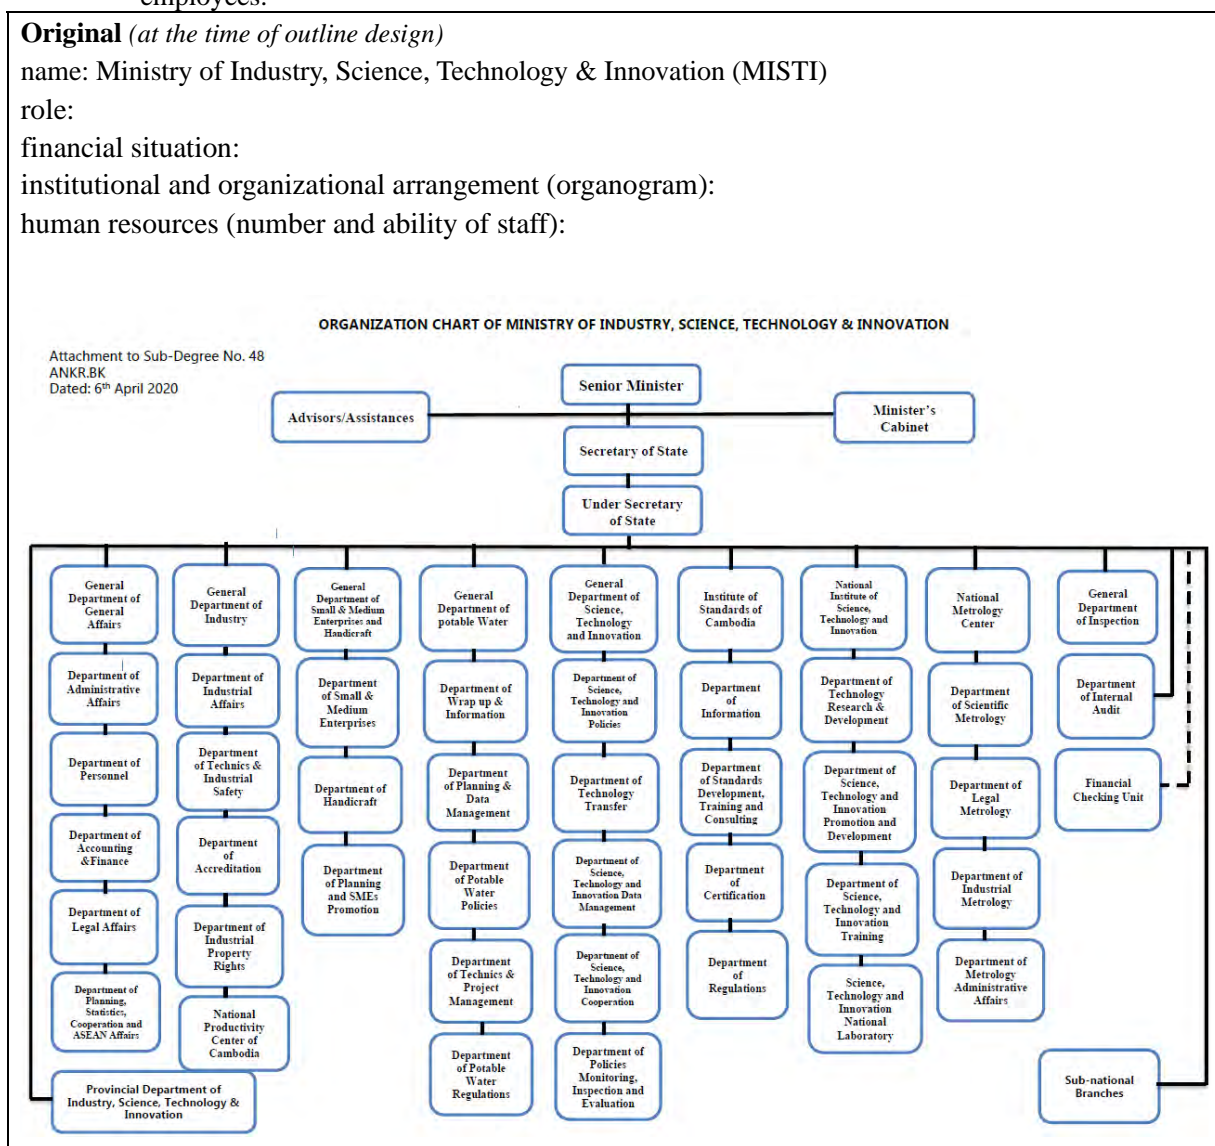 employees.
Original (at the time of outline design)
name: Ministry of Industry, Science, Technology & Innovation (MISTI)
role:
financial situation:
institutional and organizational arrangement (organogram):
human resources (number and ability of staff):
ORGANIZATION CHART OF MINISTRY OF INDUSTRY, SCIENCE, TECHNOLOGY & INNOVATION
Attachment to Sub-Degree No. 48
ANKR.BK
Dated: 6th April 2020
Senior Minister
Advisors/Assistances
Minister's
Cabinet
Secretary of State
Under Secretary
of State
General
Department of
General
Affairs
Department of
Administrative
Affairs
Department of
Personnel
Department of
Accounting
&Finance
Department of
Legal Affairs
Department of
Planning,
Statistics,
Cooperation and
ASEAN Affairs
General
Department of
Industry
Department of
Industrial
Affairs
Department
of Technics &
Industrial
Safety
Department
of
Accreditation
Department of
Industrial
Property
Rights
National
Productivity
Center of
Cambodia
General
Department of
Small & Medium
Enterprises and
Handicraft
Department
of Small &
Medium
Enterprises
Department of
Handicraft
Department
of Planning
and SMEs
Promotion
General
Department of
potable Water
Department of
Wrap up &
Information
Department
of Planning &
Data
Management
Department
of Potable
Water
Policies
Department
of Technics &
Project
Management
Department
of Potable
Water
Regulations
General
Department of
Science,
Technology
and Innovation
Department of
Science,
Technology and
Innovation
Policies
Department of
Technology
Transfer
Department of
Science,
Technology and
Innovation Data
Management
Department of
Science,
Technology and
Innovation
Cooperation
Department of
Policies
Monitoring,
Inspection and
Evaluation
Institute of
Standards of
Cambodia
Department
of
Information
Department
of Standards
Development,
Training and
Consulting
Department
of
Certification
Department
of
Regulations
National
Institute of
Science,
Technology and
Innovation
Department of
Technology
Research &
Development
Department of
Science,
Technology and
Innovation
Promotion and
Development
Department of
Science,
Technology and
Innovation
Training
Science,
Technology and
Innovation
National
Laboratory
National
Metrology
Center
Department
of Scientific
Metrology
Department of
Legal
Metrology
Department of
Industrial
Metrology
Department of
Metrology
Administrative
Affairs
General
Department
of Inspection
Department
of Internal
Audit
Financial
Checking Unit
Provincial Department of
Industry, Science, Technology &
Innovation
Sub-national
Branches